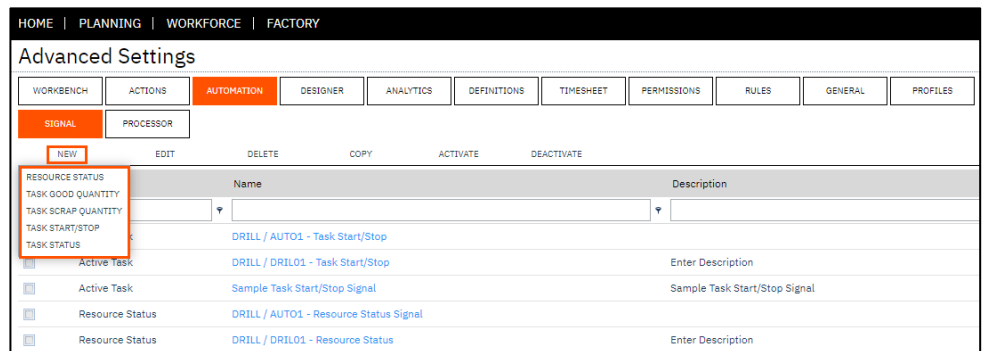 HOME | PLANNING | WORKFORCE | FACTORY
Advanced Settings
WORKBENCH ACTIONS AUTOMATION DESIGNER ANALYTICS DEFINITIONS TIMESHEET PERMISSIONS RULES GENERAL PROFILES
SIGNAL PROCESSOR
NEW EDIT DELETE COPY ACTIVATE DEACTIVATE
RESOURCE STATUS
TASK GOOD QUANTITY
TASK SCRAP QUANTITY
TASK START/STOP
TASK STATUS
Name Description
DRILL / AUTO1 - Task Start/Stop
Active Task DRILL / DRIL01 - Task Start/Stop Enter Description
Active Task Sample Task Start/Stop Signal Sample Task Start/Stop Signal
Resource Status DRILL / AUTO1 - Resource Status Signal
Resource Status DRILL / DRIL01 - Resource Status Enter Description